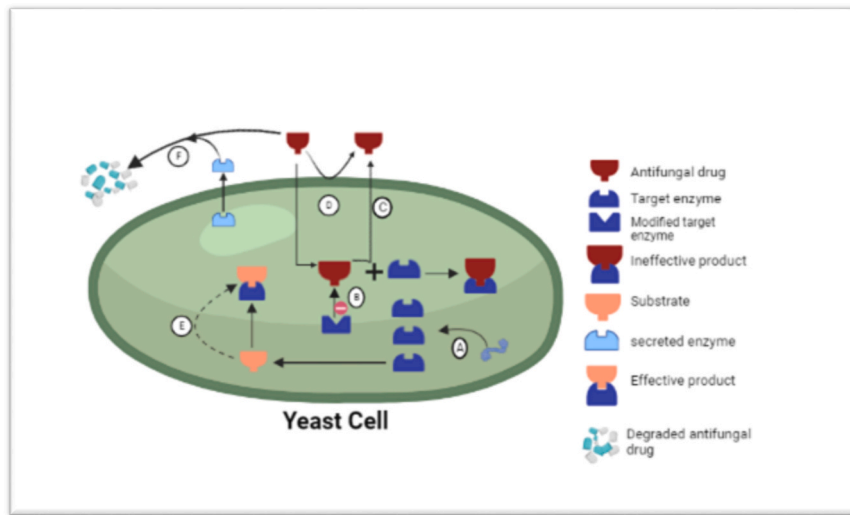 F
D
C
B
E
A
Yeast Cell
Antifungal drug
Target enzyme
Modified target
enzyme
Ineffective product
Substrate
secreted enzyme
Effective product
Degraded antifungal
drug